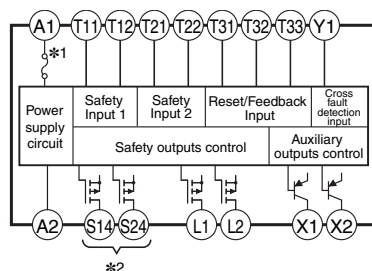 A1 T11 T12 T21 T22 T31 T32 T33 Y1
*1
Power
supply
circuit
Safety
Input 1
Safety
Input 2
Reset/Feedback
Input
Cross
fault
detection
input
Safety outputs control
Auxiliary
outputs control
A2 S14 S24 L1 L2 X1 X2
*2